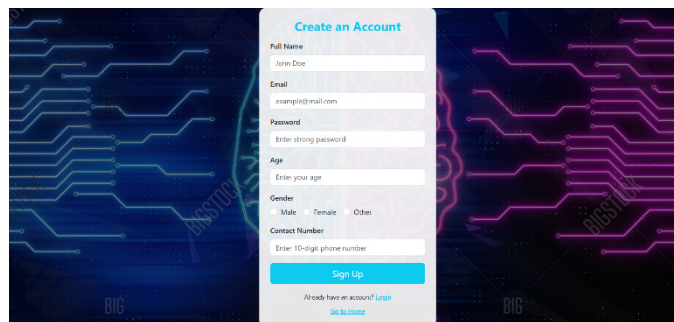 Create an Account
Full Name
John Doe
Email
example@mail.com
Password
Enter strong password
Age
Enter your age
Gender
Male Female Other
Contact Number
Enter 10-digit phone number
Sign Up
Already have an account? Login
Go to Home
BIGSTOCK
BIGSTOCK
BIG
BIG